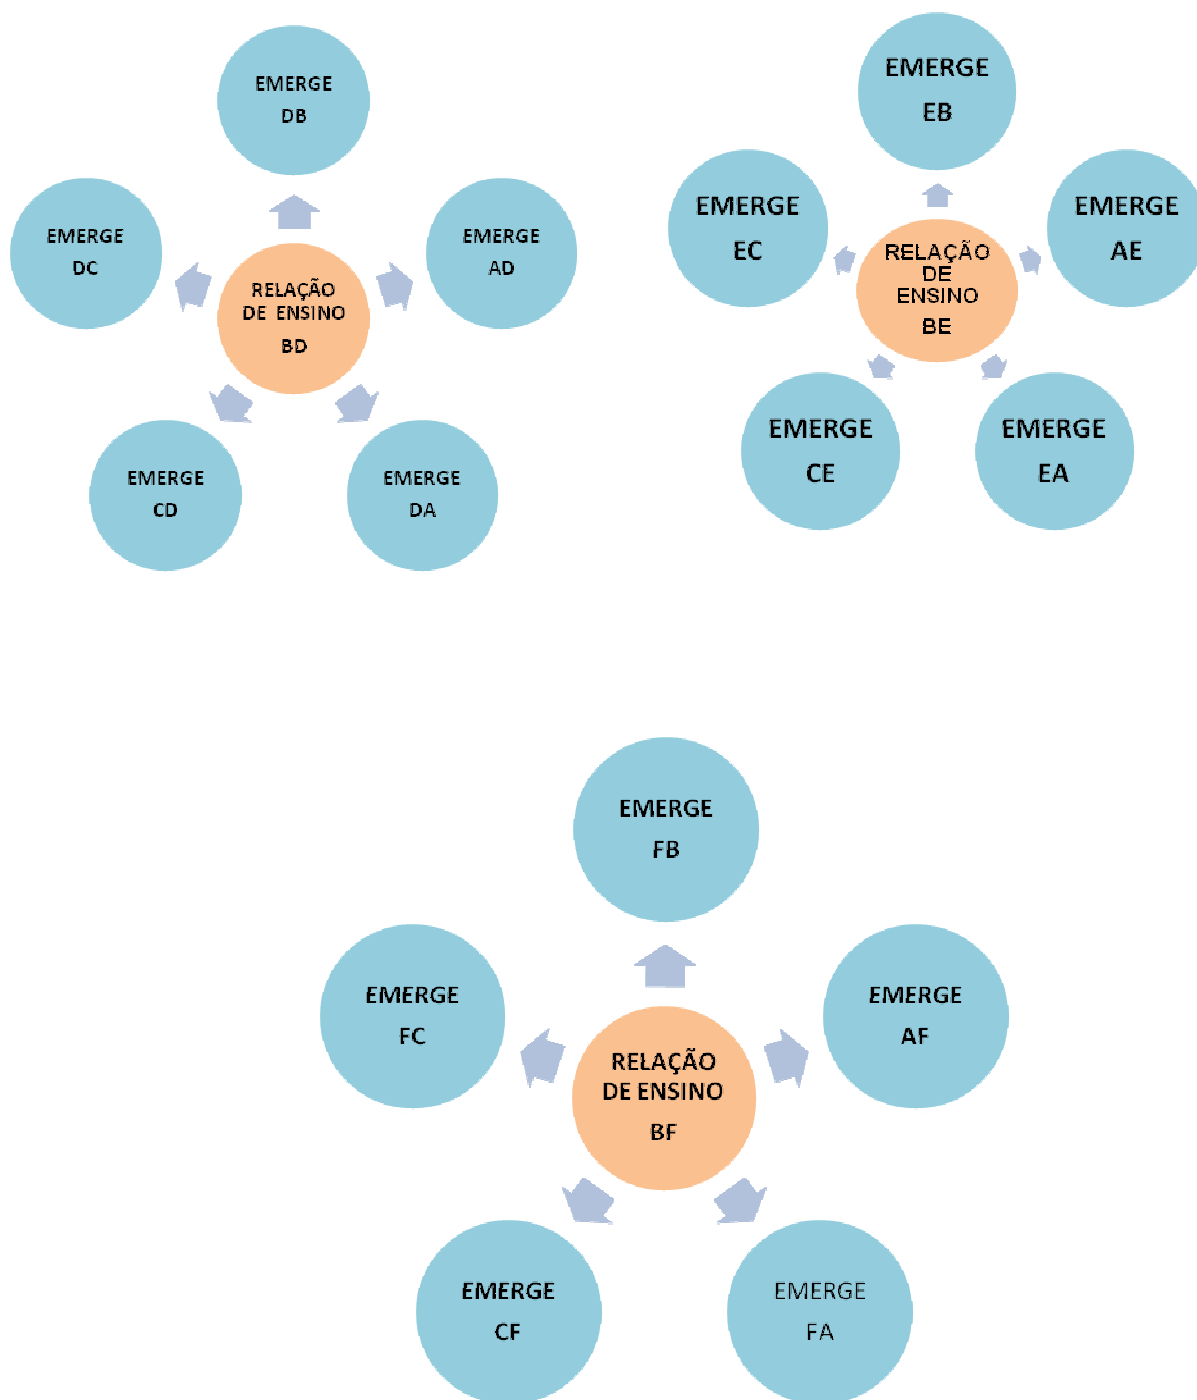 EMERGE
DB
EMERGE
DC
EMERGE
AD
RELAÇÃO
DE ENSINO
BD
EMERGE
CD
EMERGE
DA
EMERGE
EB
EMERGE
EC
EMERGE
AE
RELAÇÃO
DE
ENSINO
BE
EMERGE
CE
EMERGE
EA
EMERGE
FB
EMERGE
FC
EMERGE
AF
RELAÇÃO
DE ENSINO
BF
EMERGE
CF
EMERGE
FA